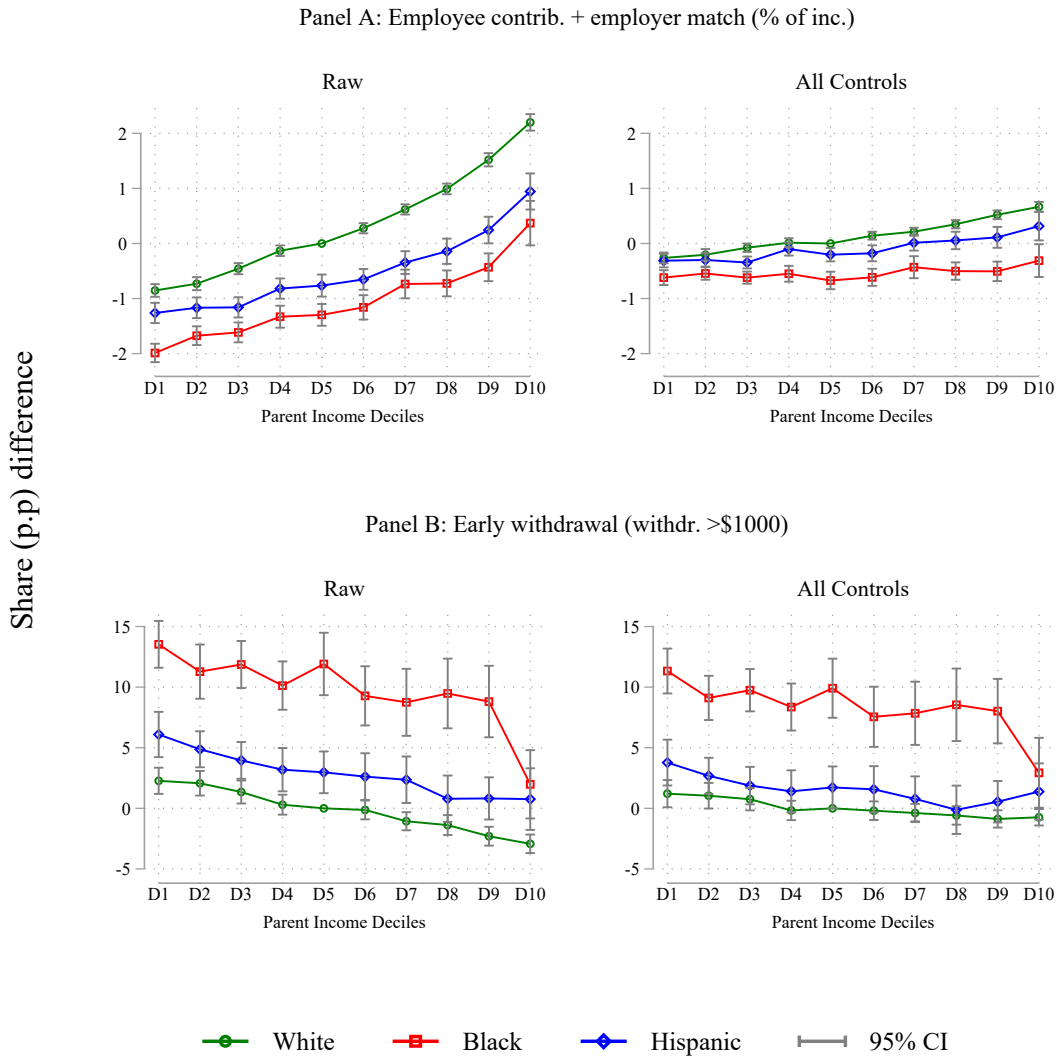 Panel A: Employee contrib. + employer match (% of inc.)
Raw
All Controls
2
1
0
-1
-2
D1 D2 D3 D4 D5 D6 D7 D8 D9 D10
Parent Income Deciles
2
1
0
-1
-2
D1 D2 D3 D4 D5 D6 D7 D8 D9 D10
Parent Income Deciles
Share (p.p) difference
Panel B: Early withdrawal (withdr. >$1000)
Raw
All Controls
15
10
5
0
-5
D1 D2 D3 D4 D5 D6 D7 D8 D9 D10
Parent Income Deciles
15
10
5
0
-5
D1 D2 D3 D4 D5 D6 D7 D8 D9 D10
Parent Income Deciles
White Black Hispanic 95% CI